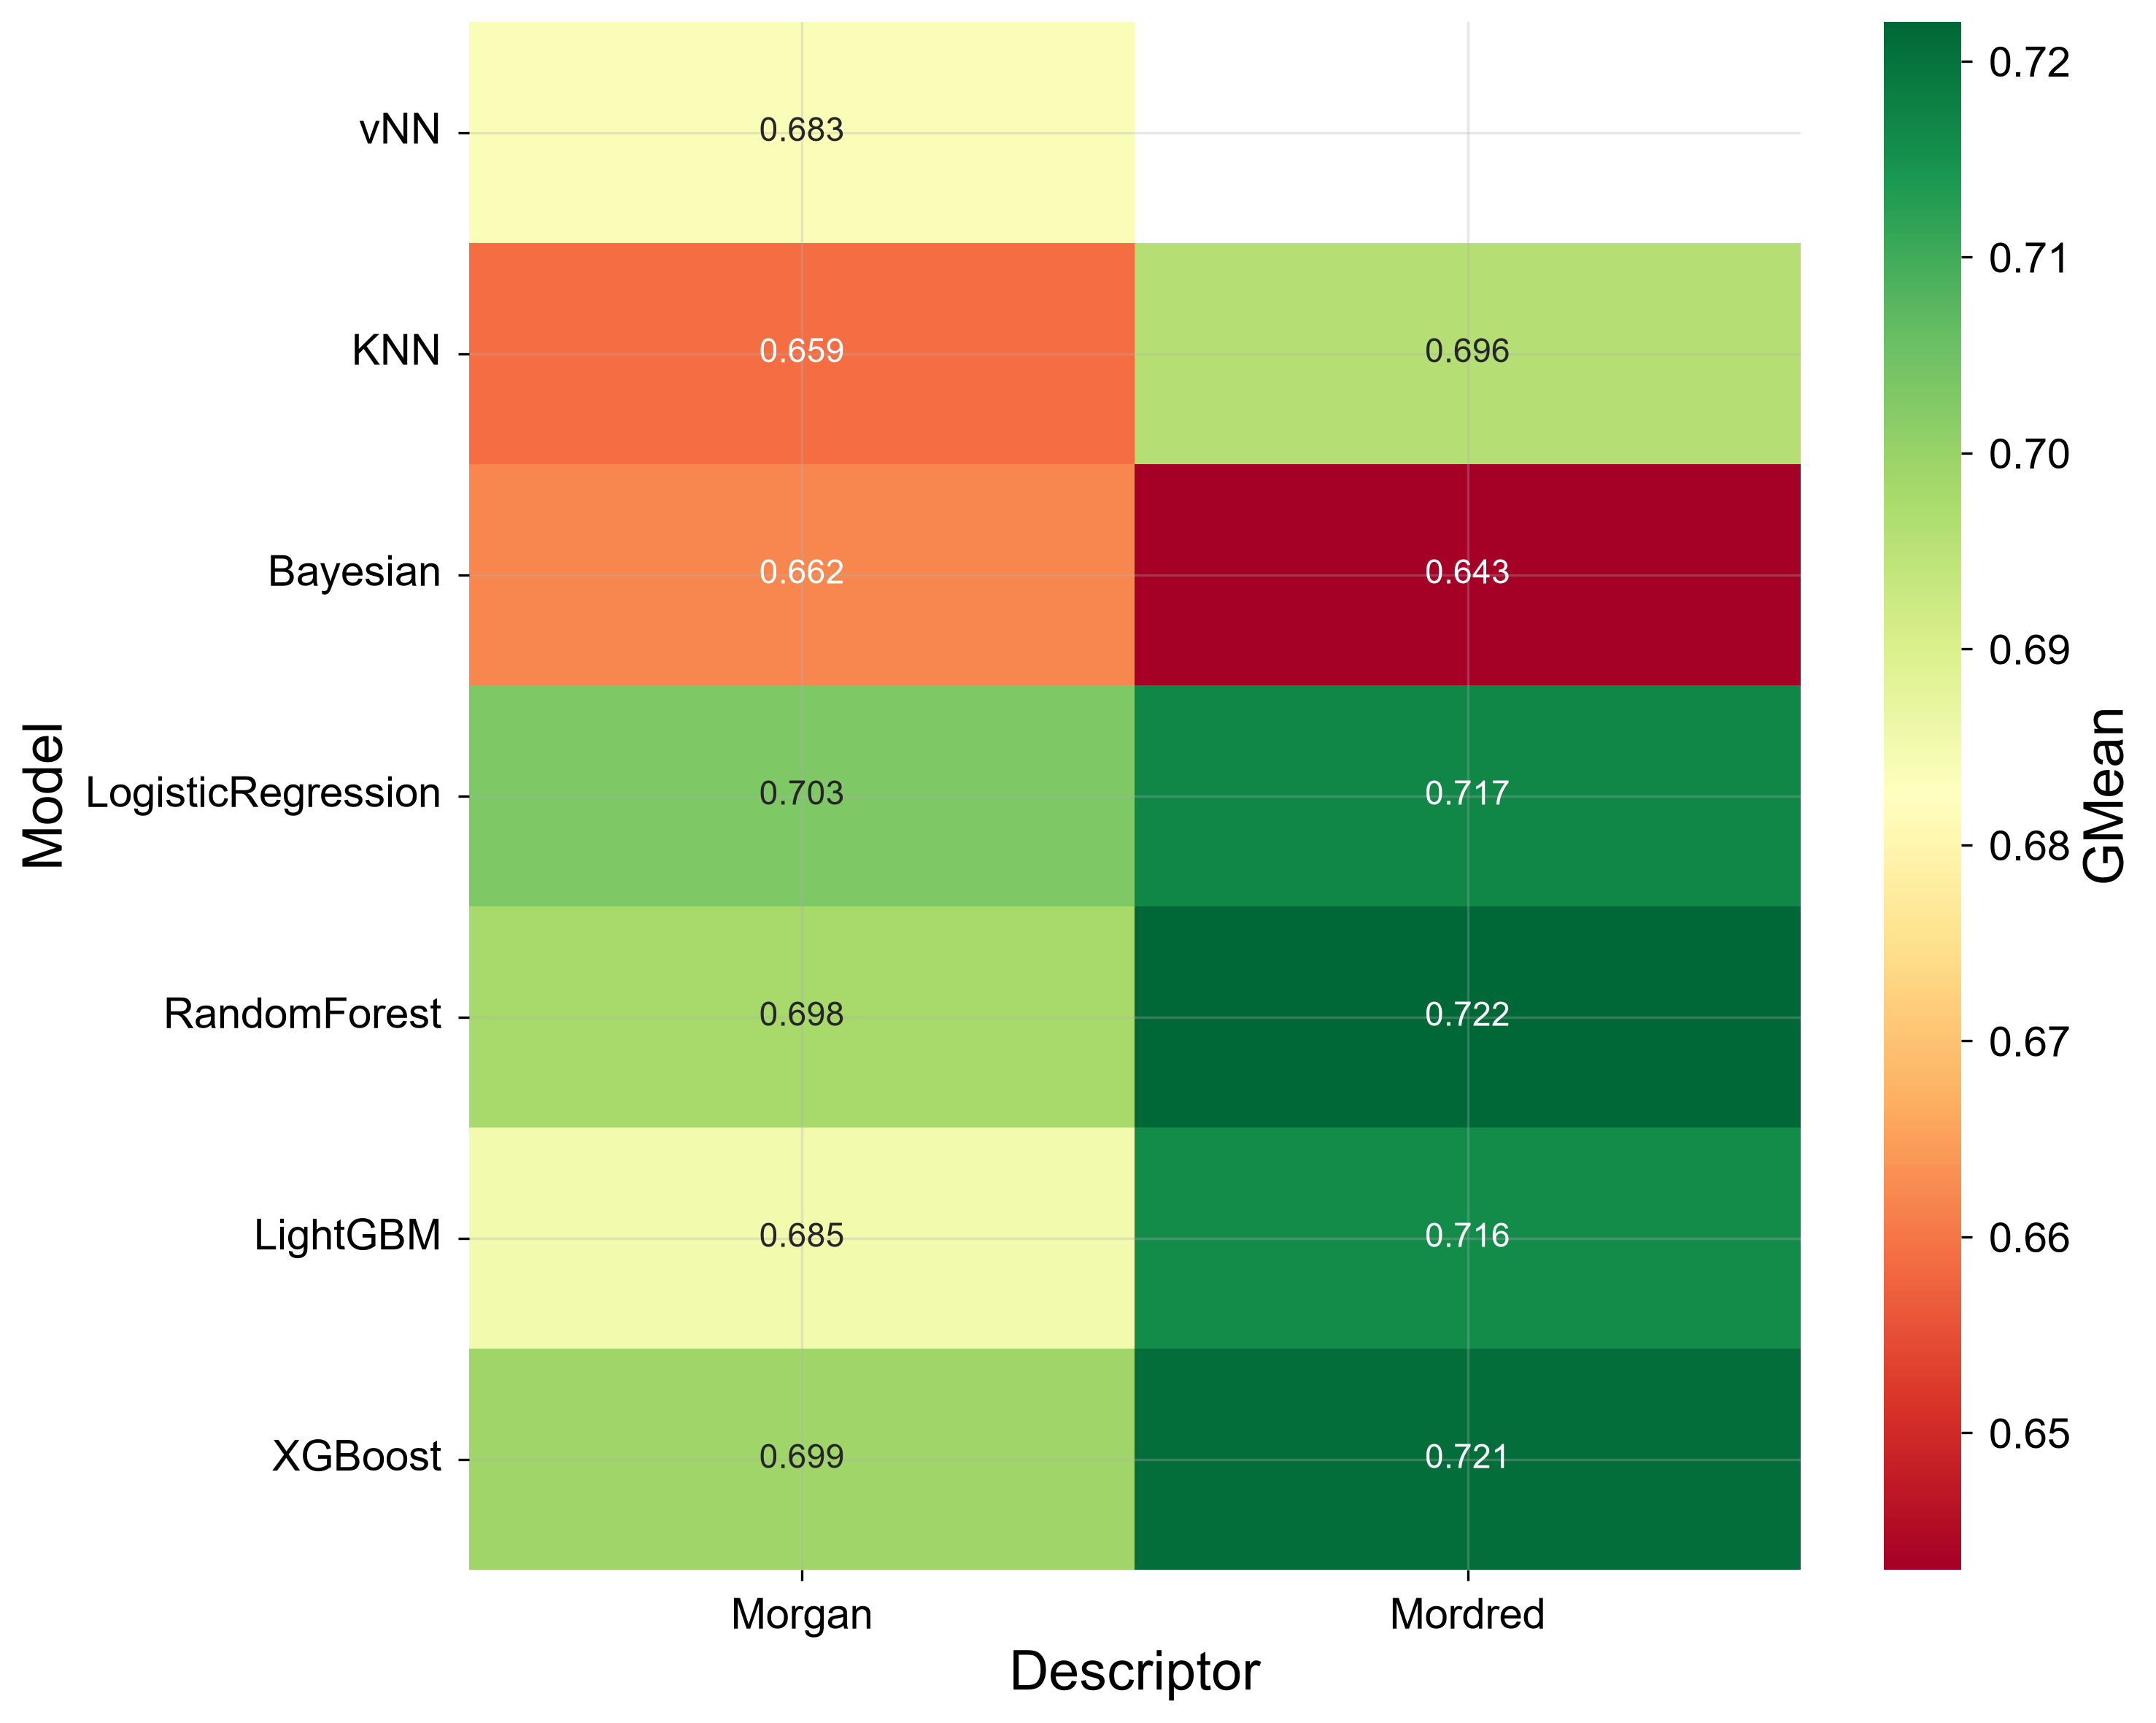 Model
vNN
KNN
Bayesian
LogisticRegression
RandomForest
LightGBM
XGBoost
0.683
0.659 0.696
0.662 0.643
0.703 0.717
0.698 0.722
0.685 0.716
0.699 0.721
Morgan Mordred
Descriptor
0.72
0.71
0.70
0.69
0.68
0.67
0.66
0.65
GMean